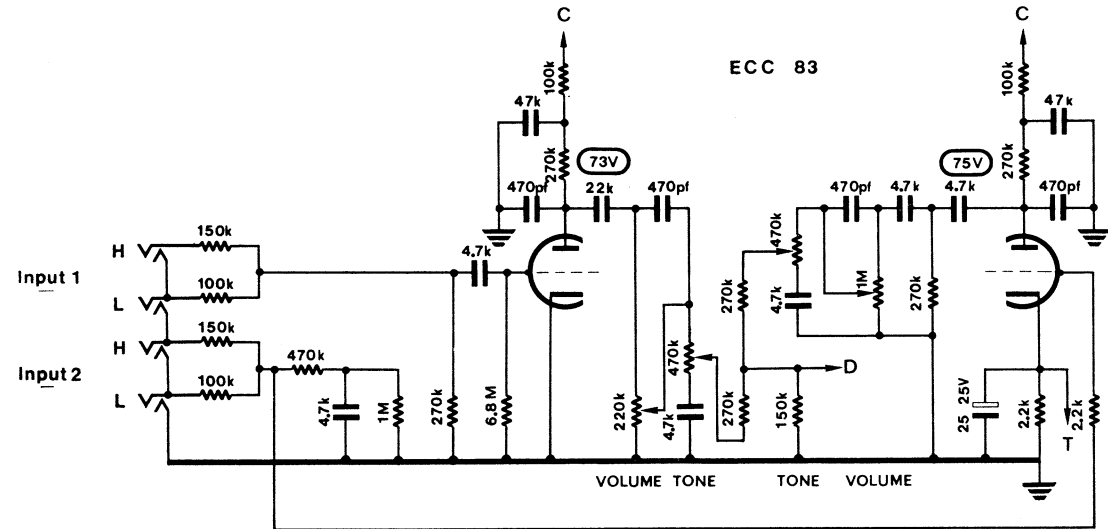 C
C
ECC 83
100k
100k
47k
47k
270k
270k
73V
75V
470pf
22k
470pf
470pf
4.7k
4.7k
470pf
150k
H
Input 1
100k
L
4.7k
470k
270k
4.7k
1M
270k
150k
H
Input 2
100k
L
470k
4.7k
1M
270k
6.8M
220k
470k
4.7k
270k
150k
D
25 25V
2.2k
T
2.2k
VOLUME TONE
TONE VOLUME